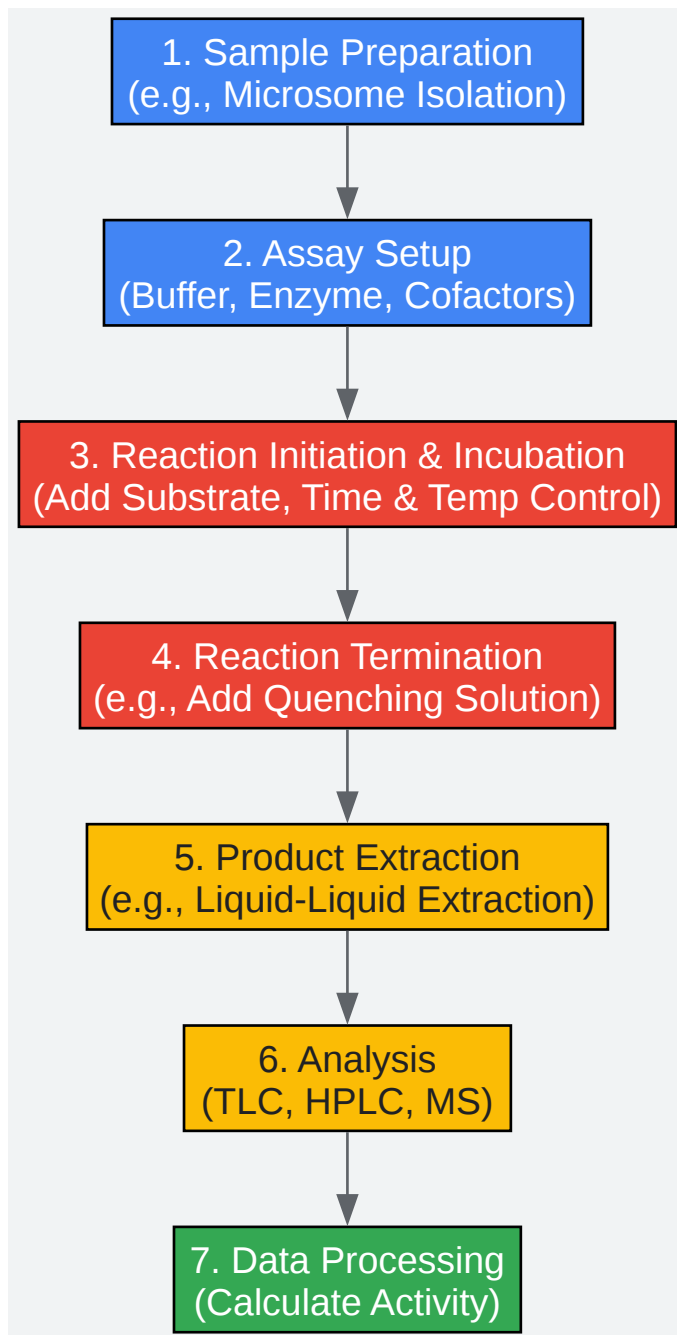 1. Sample Preparation
(e.g., Microsome Isolation)
2. Assay Setup
(Buffer, Enzyme, Cofactors)
3. Reaction Initiation & Incubation
(Add Substrate, Time & Temp Control)
4. Reaction Termination
(e.g., Add Quenching Solution)
5. Product Extraction
(e.g., Liquid-Liquid Extraction)
6. Analysis
(TLC, HPLC, MS)
7. Data Processing
(Calculate Activity)